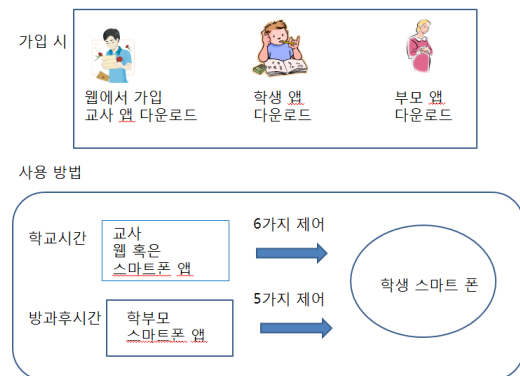 가입 시
웹에서 가입
교사 앱 다운로드
학생 앱
다운로드
부모 앱
다운로드
사용 방법
학교시간
교사
웹 혹은
스마트폰 앱
6가지 제어
학생 스마트 폰
방과후시간
학부모
스마트폰 앱
5가지 제어